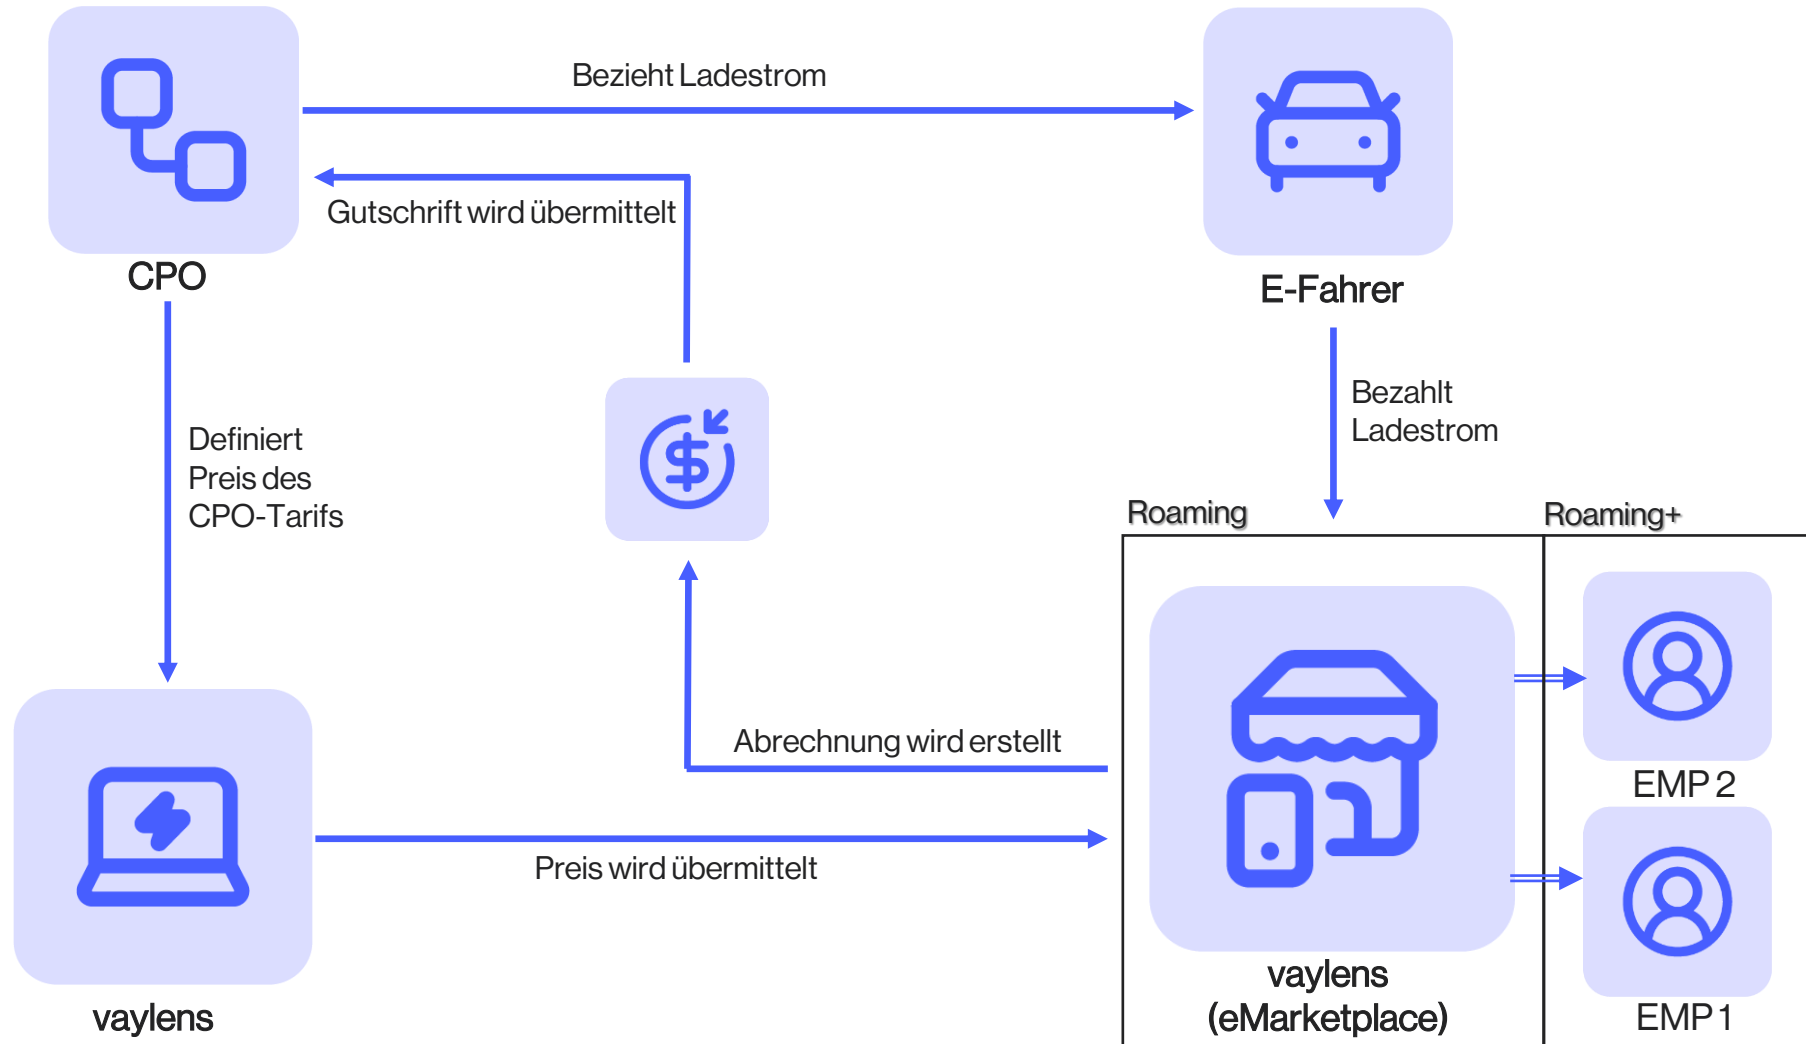 Bezieht Ladestrom
Gutschrift wird übermittelt
CPO
E-Fahrer
Bezahlt
Ladestrom
Definiert
Preis des
CPO-Tarifs
Roaming
Roaming+
Abrechnung wird erstellt
EMP 2
Preis wird übermittelt
vaylens
(eMarketplace)
EMP 1
vaylens